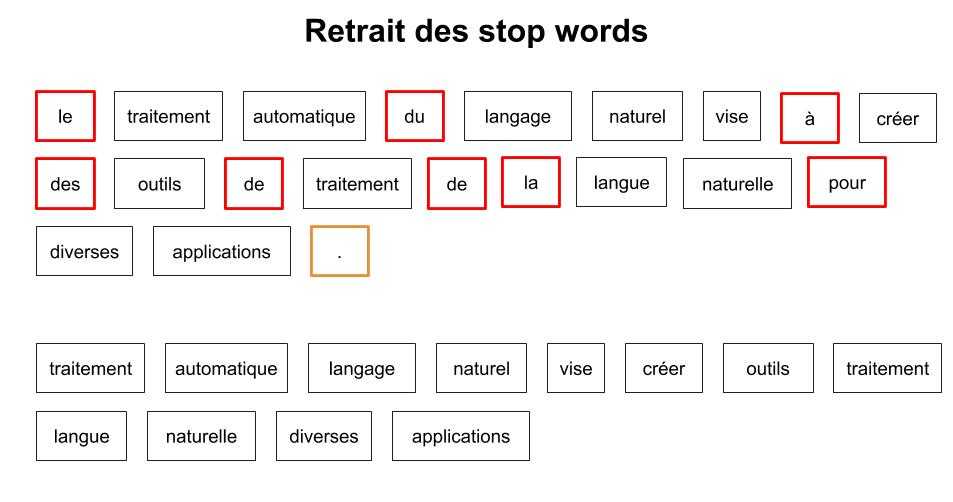 Retrait des stop words
le traitement automatique du langage naturel vise à créer
des outils de traitement de la langue naturelle pour
diverses applications .
traitement automatique langage naturel vise créer outils traitement
langue naturelle diverses applications